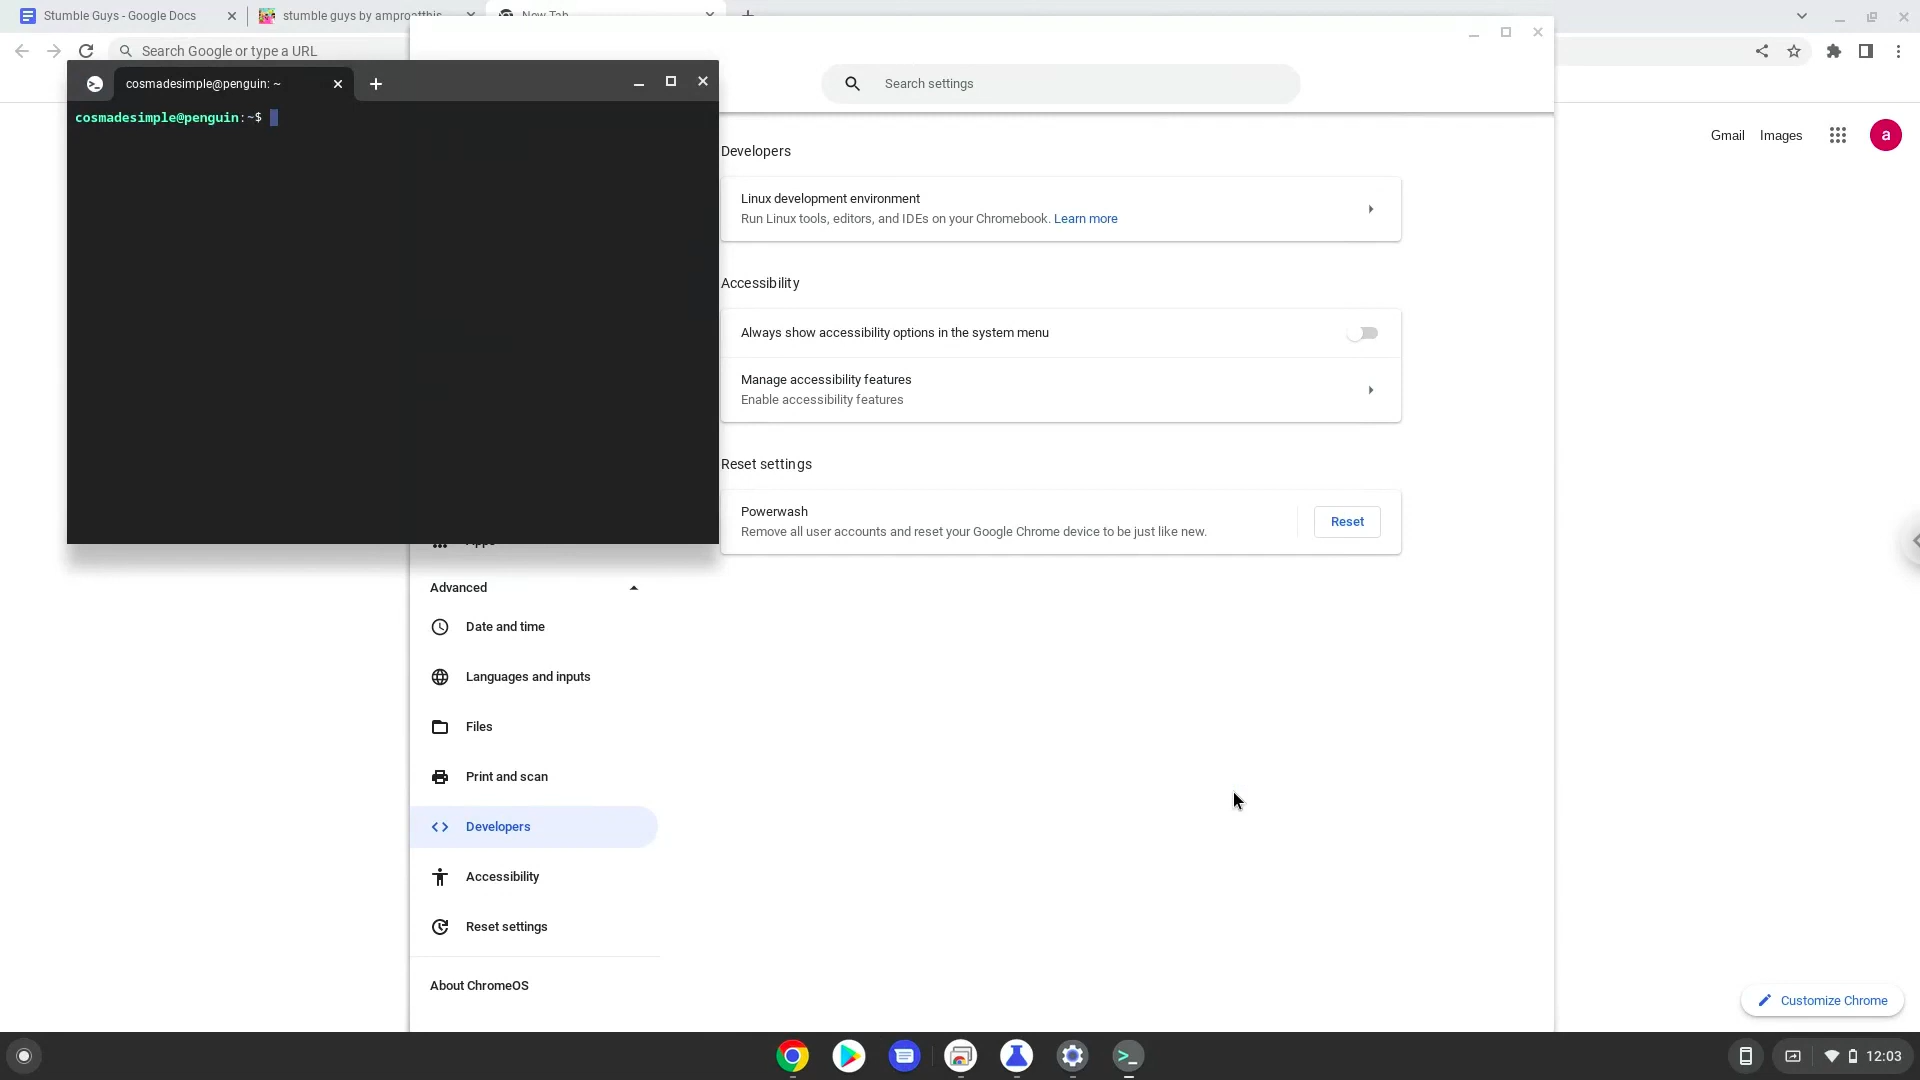 Stumble Guys - Google Docs
stumble guys by amproatthis
New Tab
Search Google or type a URL
cosmadesimple@penguin: ~
cosmadesimple@penguin:~$
Search settings
Gmail
Images
a
Developers
Linux development environment
Run Linux tools, editors, and IDEs on your Chromebook. Learn more
Accessibility
Always show accessibility options in the system menu
Manage accessibility features
Enable accessibility features
Reset settings
Powerwash
Remove all user accounts and reset your Google Chrome device to be just like new.
Reset
Apps
Advanced
Date and time
Languages and inputs
Files
Print and scan
Developers
Accessibility
Reset settings
About ChromeOS
Customize Chrome
12:03